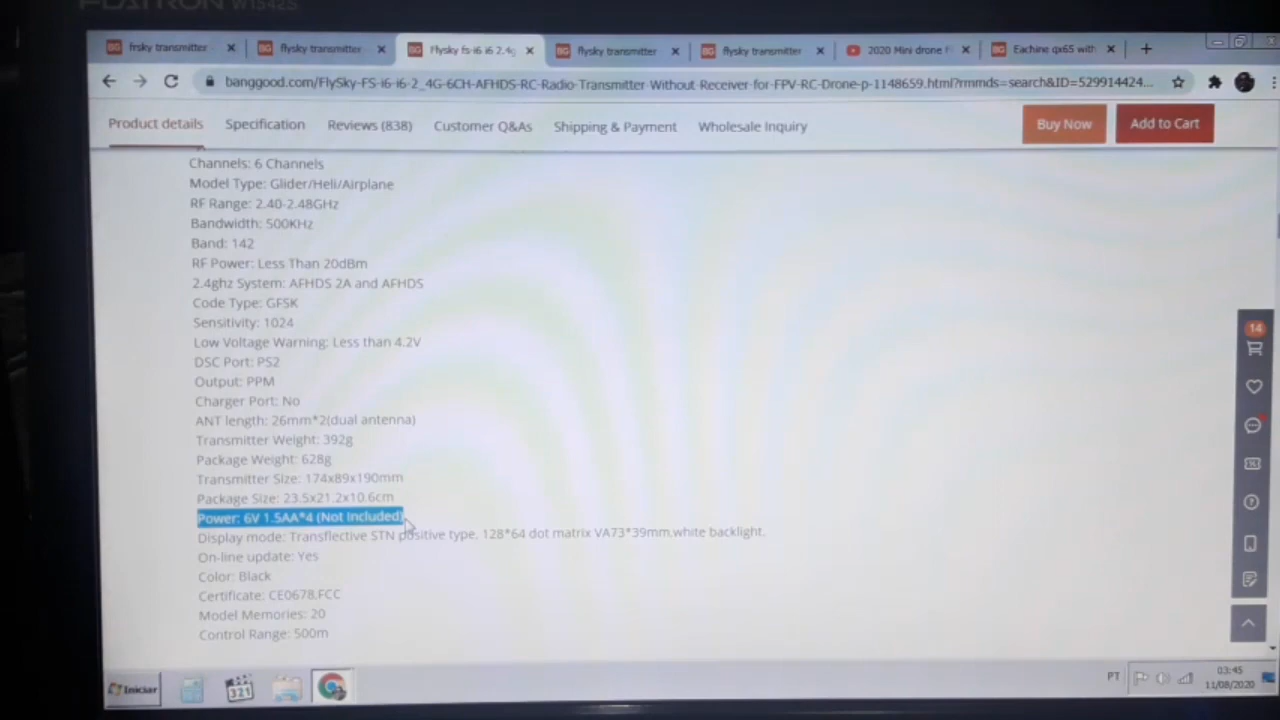 FLATRON W1542S
frsky transmitter
flysky transmitter
Flysky fs-i6 i6 2.4g
flysky transmitter
flysky transmitter
2020 Mini drone F
Eachine qx65 with
banggood.com/FlySky-FS-i6-i6-2_4G-6CH-AFHDS-RC-Radio-Transmitter-Without-Receiver-for-FPV-RC-Drone-p-1148659.html?rmmds=search&ID=529914424...
Product details
Specification
Reviews (838)
Customer Q&As
Shipping & Payment
Wholesale Inquiry
Buy Now
Add to Cart
Channels: 6 Channels
Model Type: Glider/Heli/Airplane
RF Range: 2.40-2.48GHz
Bandwidth: 500KHz
Band: 142
RF Power: Less Than 20dBm
2.4ghz System: AFHDS 2A and AFHDS
Code Type: GFSK
Sensitivity: 1024
Low Voltage Warning: Less than 4.2V
DSC Port: PS2
Output: PPM
Charger Port: No
ANT length: 26mm*2(dual antenna)
Transmitter Weight: 392g
Package Weight: 628g
Transmitter Size: 174x89x190mm
Package Size: 23.5x21.2x10.6cm
Power: 6V 1.5AA*4 (Not Included)
Display mode: Transflective STN positive type, 128*64 dot matrix VA73*39mm,white backlight.
On-line update: Yes
Color: Black
Certificate: CE0678,FCC
Model Memories: 20
Control Range: 500m
14
Iniciar
321
PT
03:45
11/08/2020